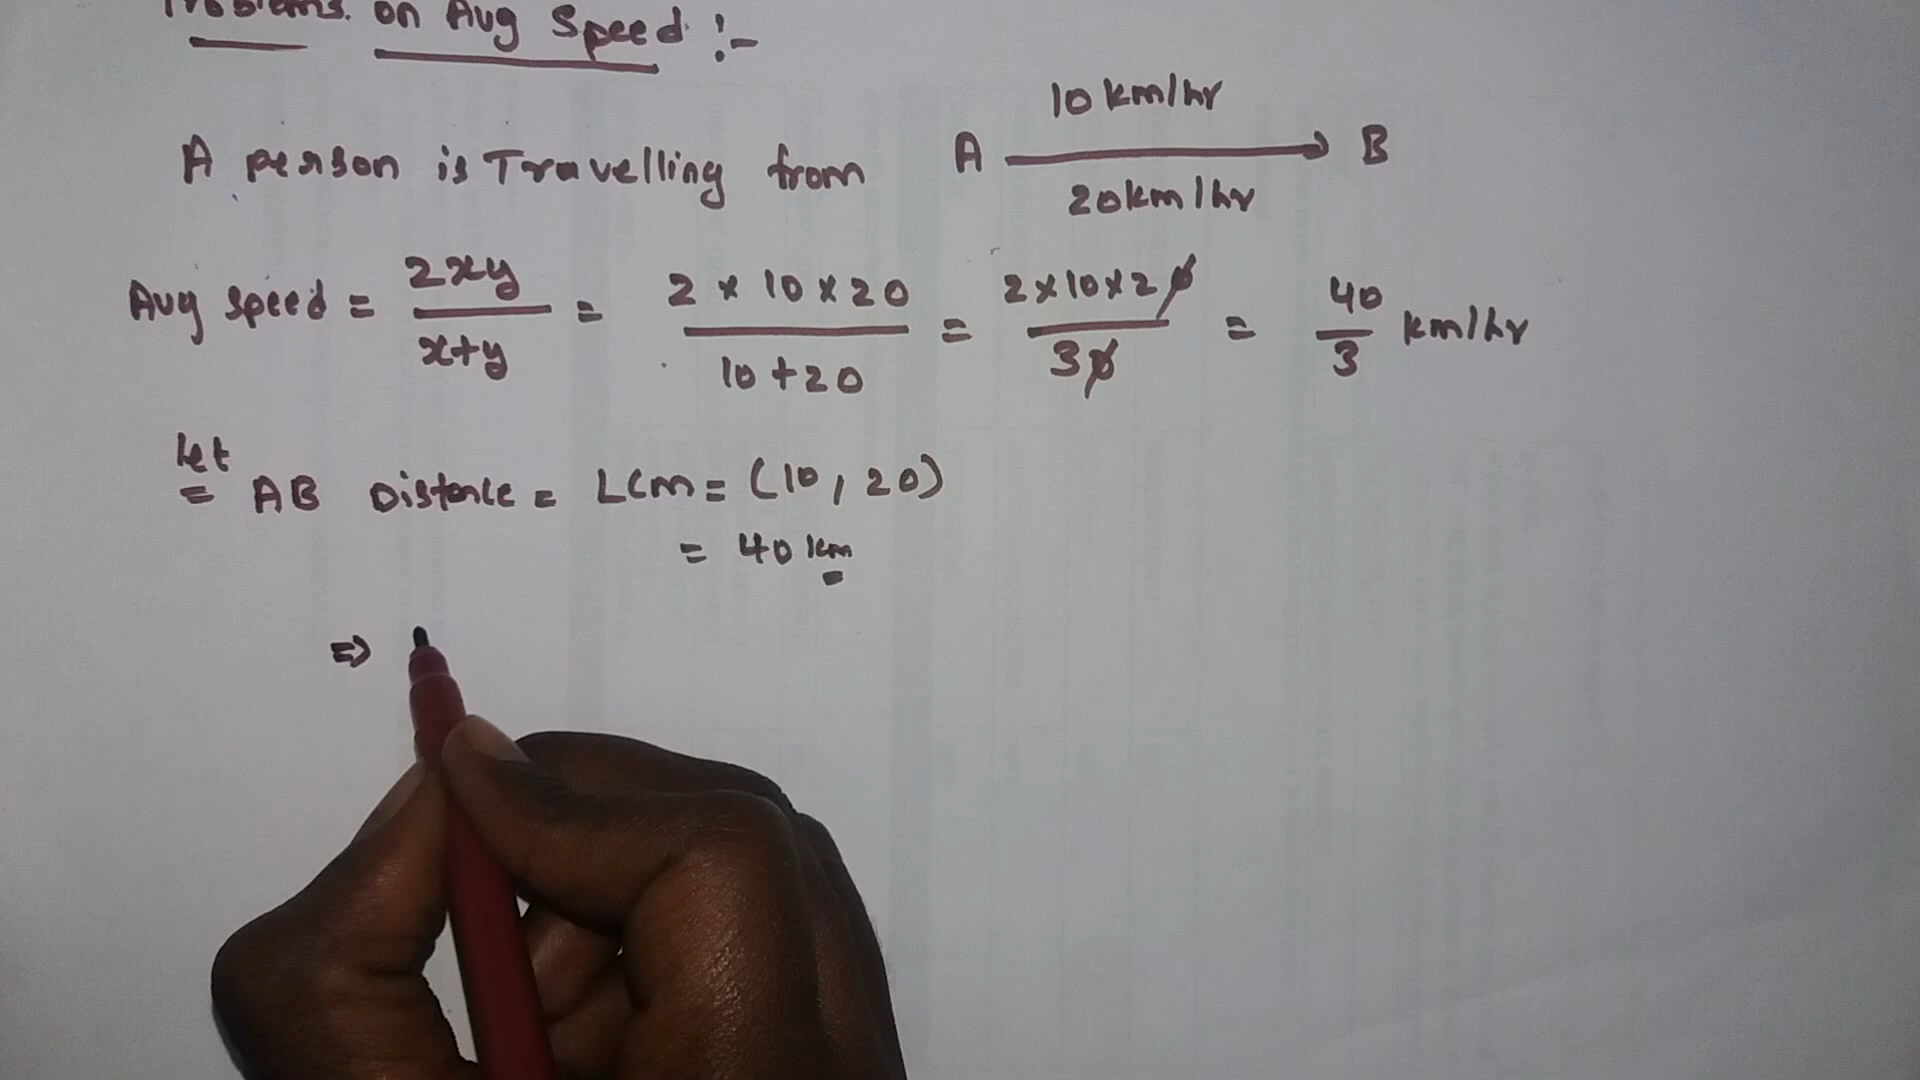 Problems. on Avg Speed :-
10 km/hr
A person is Travelling from A → B
20km/hr
Avg speed = 2xy / x+y = 2 × 10 × 20 / 10 + 20 = 2×10×20 / 30 = 40 / 3 km/hr
let
= AB Distance = LCM = (10, 20)
= 40 km
⇒